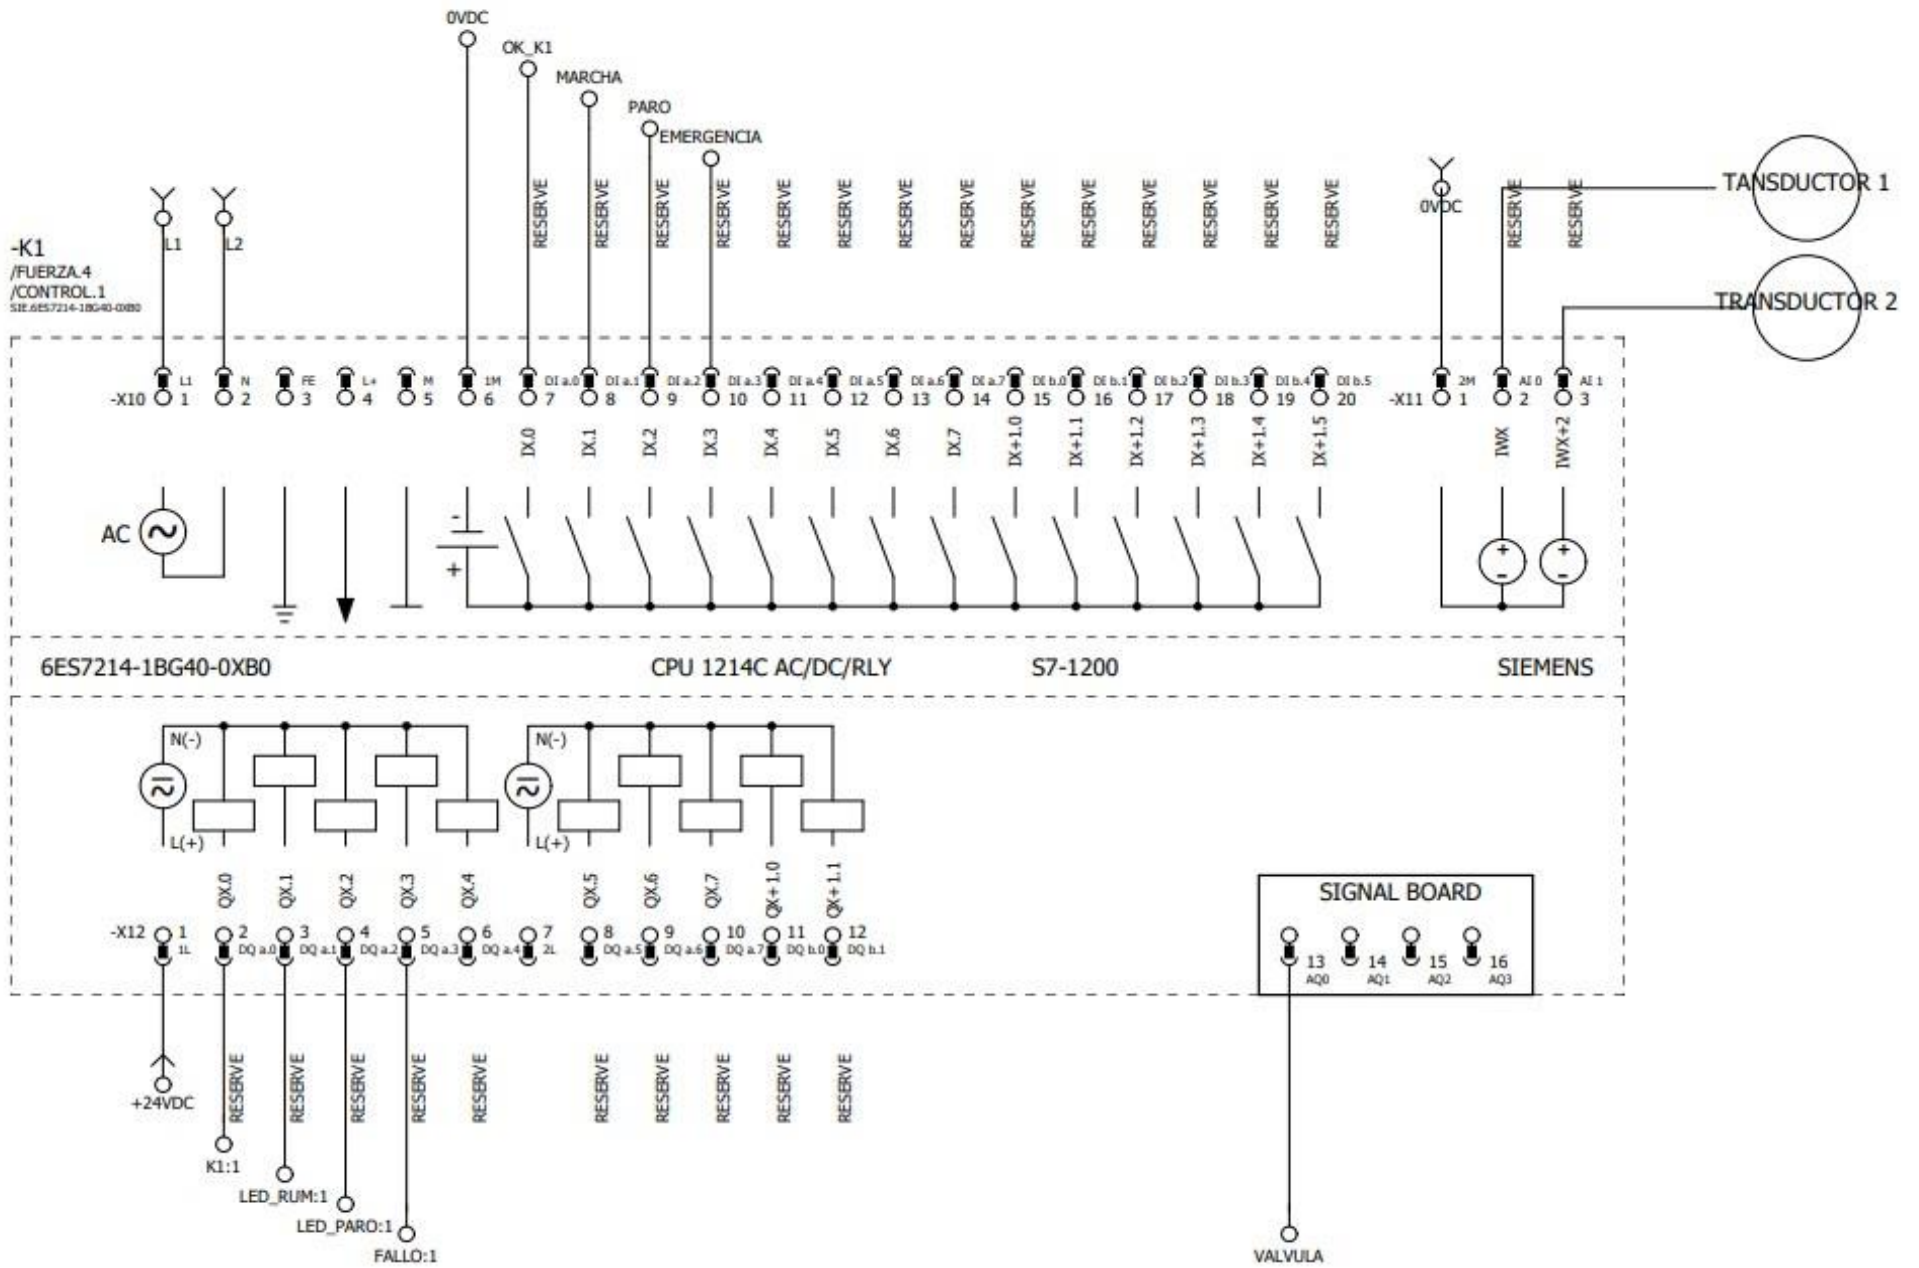 0VDC
OK_K1
MARCHA
PARO
EMERGENCIA
RESERVE
RESERVE
RESERVE
RESERVE
RESERVE
RESERVE
RESERVE
RESERVE
RESERVE
RESERVE
RESERVE
RESERVE
RESERVE
RESERVE
0VDC
RESERVE
RESERVE
TANSDUCTOR 1
TRANSDUCTOR 2
L1
L2
-K1
/FUERZA.4
/CONTROL.1
SIE.6ES7214-1BG40-0XB0
L1 N FE L+ M 1M DI a.0 DI a.1 DI a.2 DI a.3 DI a.4 DI a.5 DI a.6 DI a.7 DI b.0 DI b.1 DI b.2 DI b.3 DI b.4 DI b.5 2M AI 0 AI 1
-X10 1 2 3 4 5 6 7 8 9 10 11 12 13 14 15 16 17 18 19 20 -X11 1 2 3
IX.0 IX.1 IX.2 IX.3 IX.4 IX.5 IX.6 IX.7 IX+1.0 IX+1.1 IX+1.2 IX+1.3 IX+1.4 IX+1.5 IWX IWX+2
AC
- +
+ - + -
6ES7214-1BG40-0XB0 CPU 1214C AC/DC/RLY S7-1200 SIEMENS
N(-) N(-)
L(+) L(+)
QX.0 QX.1 QX.2 QX.3 QX.4 QX.5 QX.6 QX.7 QX+1.0 QX+1.1
SIGNAL BOARD
-X12 1 2 3 4 5 6 7 8 9 10 11 12
1L DQ a.0 DQ a.1 DQ a.2 DQ a.3 DQ a.4 2L DQ a.5 DQ a.6 DQ a.7 DQ b.0 DQ b.1
13 14 15 16
AQ0 AQ1 AQ2 AQ3
+24VDC
RESERVE
RESERVE
RESERVE
RESERVE
RESERVE
RESERVE
RESERVE
RESERVE
RESERVE
RESERVE
K1:1
LED_RUM:1
LED_PARO:1
FALLO:1
VALVULA